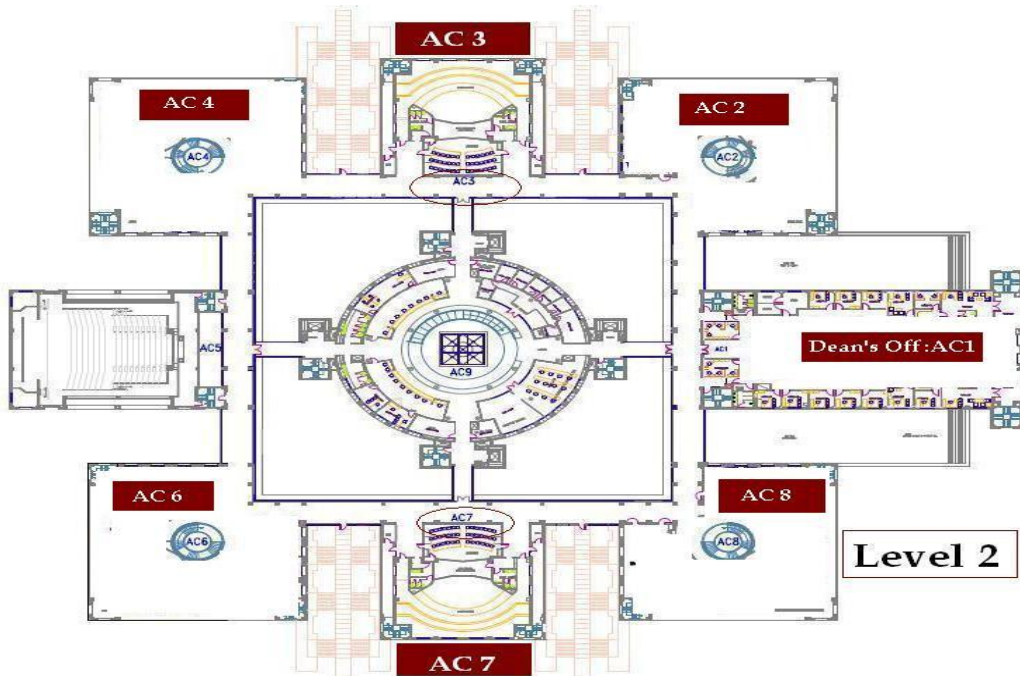 AC 3
AC 4
AC 2
AC4
AC2
AC3
AC5
AC9
AC1
Dean's Off :AC1
AC 6
AC 8
AC7
AC6
AC8
Level 2
AC 7